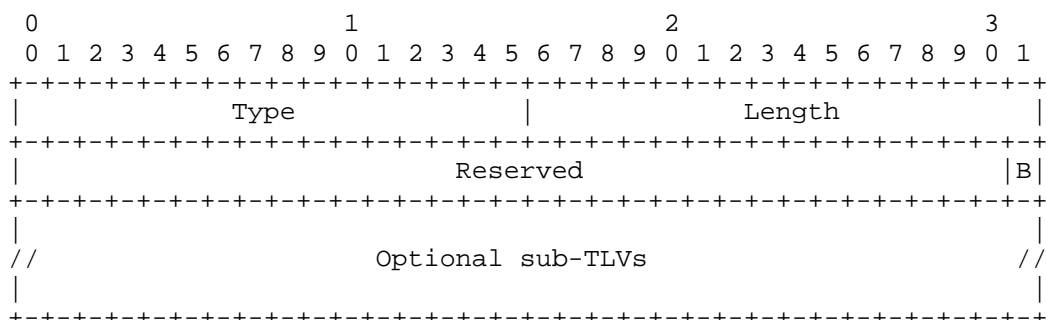 0                   1                   2                   3
 0 1 2 3 4 5 6 7 8 9 0 1 2 3 4 5 6 7 8 9 0 1 2 3 4 5 6 7 8 9 0 1
+-+-+-+-+-+-+-+-+-+-+-+-+-+-+-+-+-+-+-+-+-+-+-+-+-+-+-+-+-+-+-+-+
|             Type              |             Length            |
+-+-+-+-+-+-+-+-+-+-+-+-+-+-+-+-+-+-+-+-+-+-+-+-+-+-+-+-+-+-+-+-+
|                           Reserved                          |B|
+-+-+-+-+-+-+-+-+-+-+-+-+-+-+-+-+-+-+-+-+-+-+-+-+-+-+-+-+-+-+-+-+
|                                                               |
//                     Optional sub-TLVs                       //
|                                                               |
+-+-+-+-+-+-+-+-+-+-+-+-+-+-+-+-+-+-+-+-+-+-+-+-+-+-+-+-+-+-+-+-+